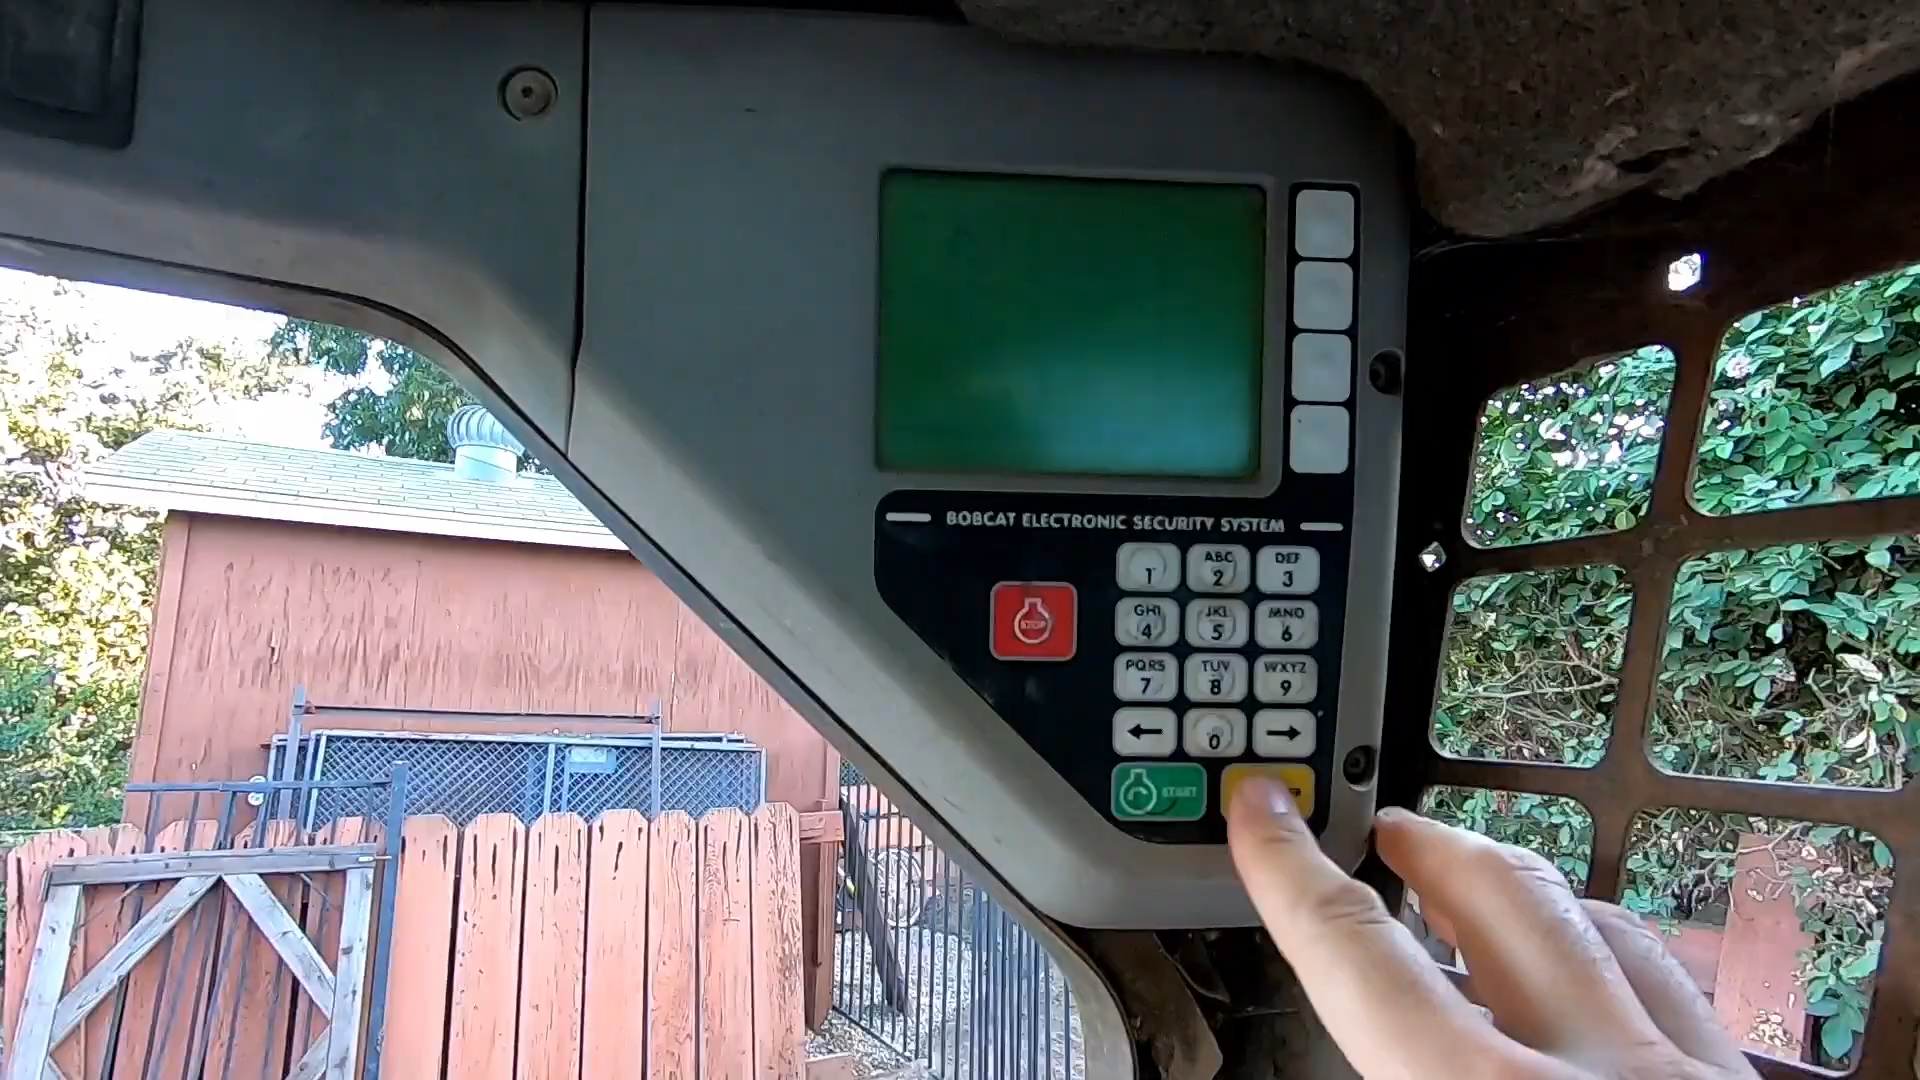 BOBCAT ELECTRONIC SECURITY SYSTEM
STOP
1
ABC 2
DEF 3
GHI 4
JKL 5
MNO 6
PQRS 7
TUV 8
WXYZ 9
0
START